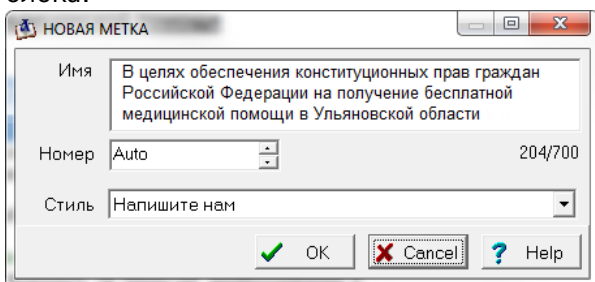 НОВАЯ МЕТКА
Имя В целях обеспечения конституционных прав граждан
Российской Федерации на получение бесплатной
медицинской помощи в Ульяновской области
Номер Auto 204/700
Стиль Напишите нам
OK Cancel Help